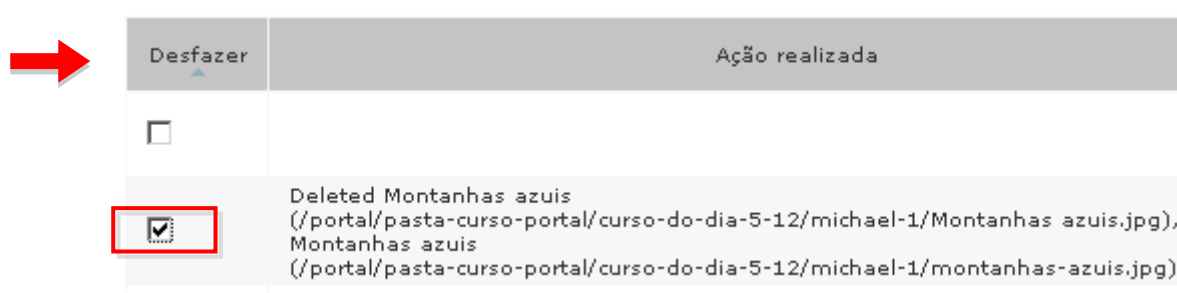 Desfazer
Ação realizada
Deleted Montanhas azuis
(/portal/pasta-curso-portal/curso-do-dia-5-12/michael-1/Montanhas azuis.jpg),
Montanhas azuis
(/portal/pasta-curso-portal/curso-do-dia-5-12/michael-1/montanhas-azuis.jpg)